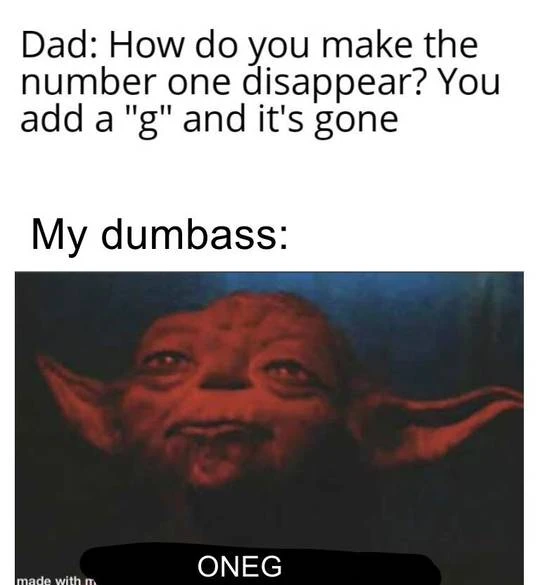 Dad: How do you make the
number one disappear? You
add a "g" and it's gone
My dumbass:
ONEG
made with m